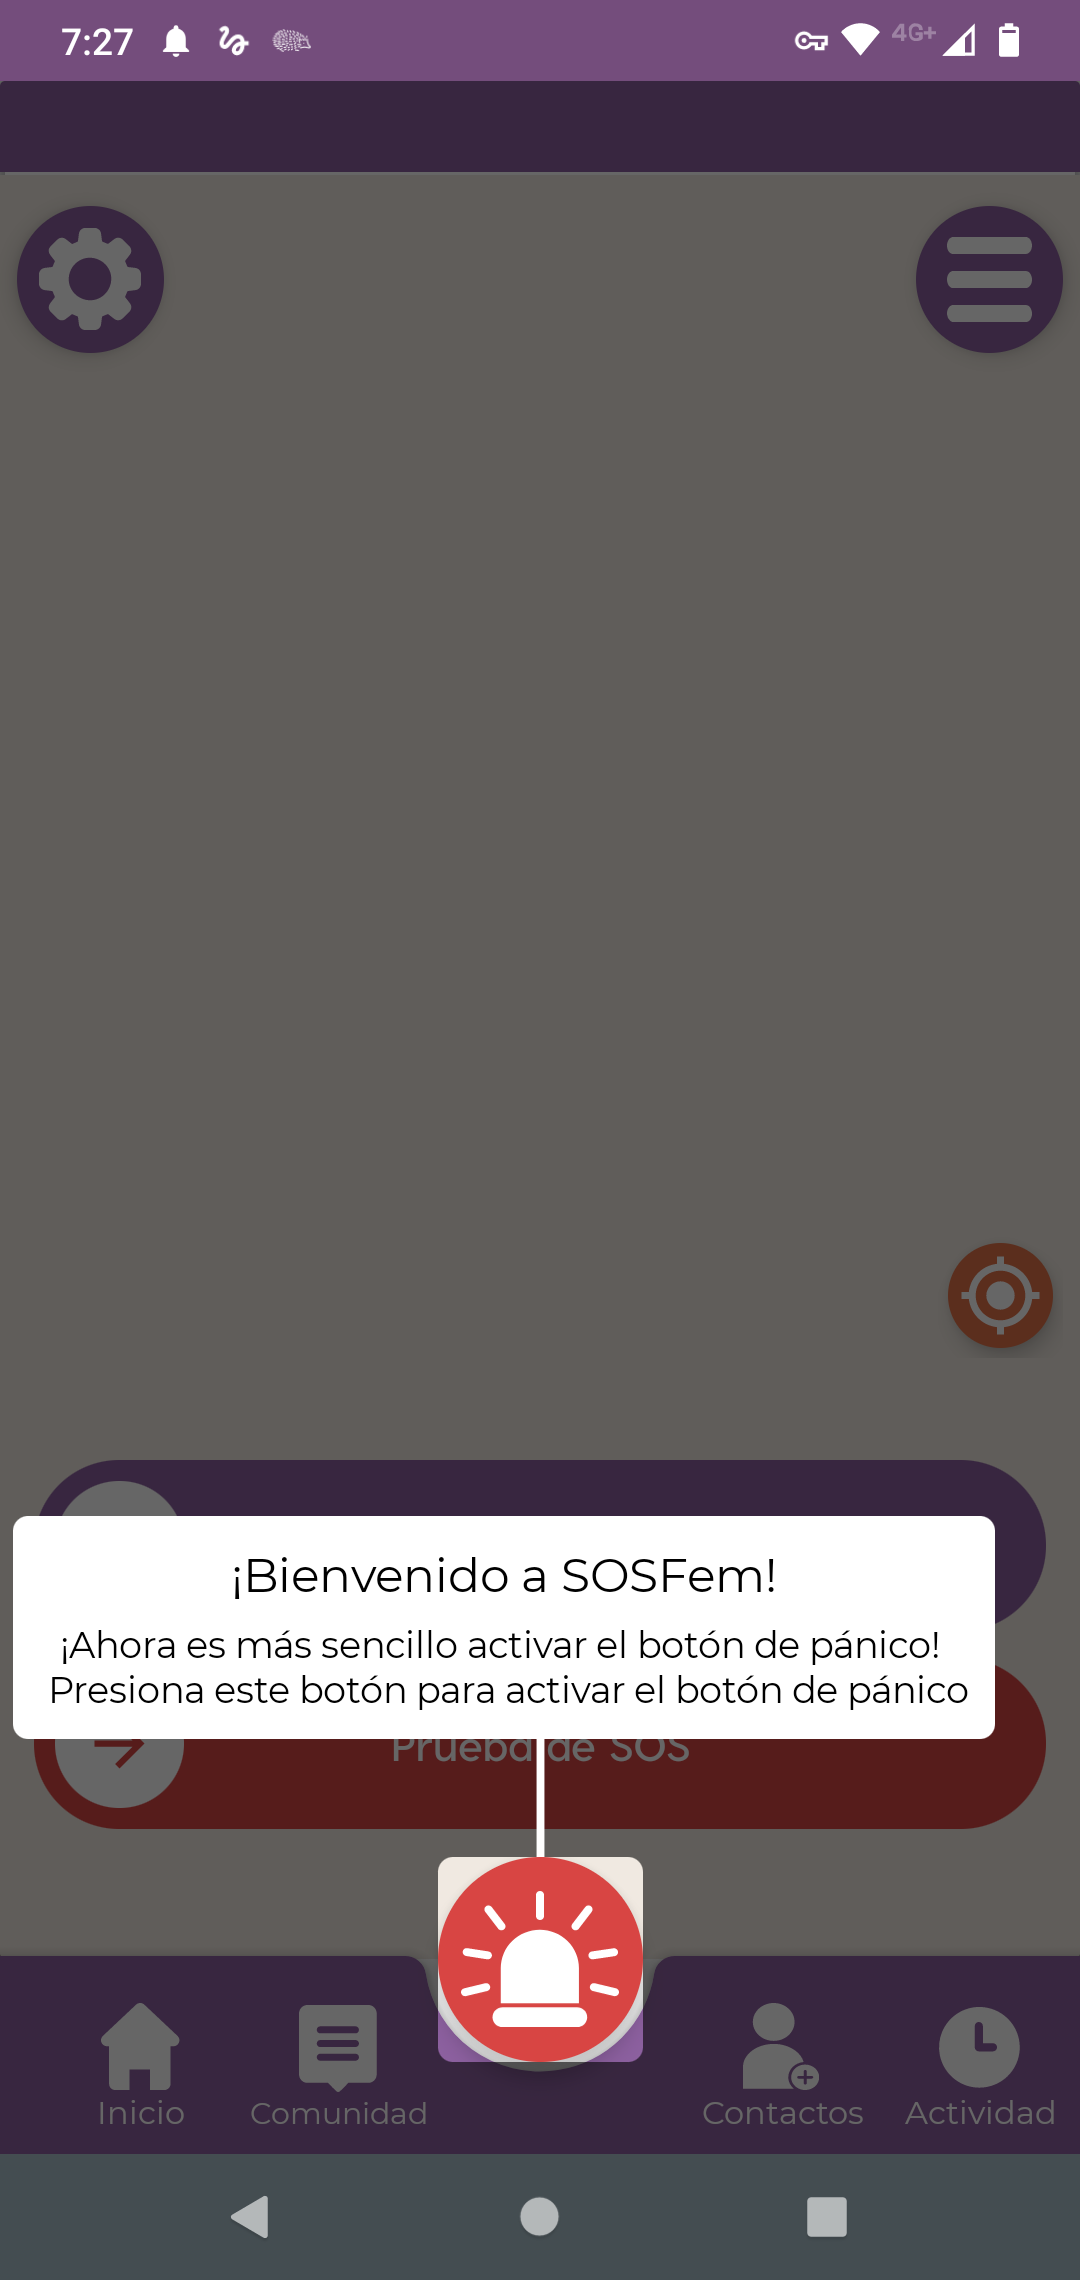 7:27
4G+
¡Bienvenido a SOSFem!
¡Ahora es más sencillo activar el botón de pánico!
Presiona este botón para activar el botón de pánico
Prueba de SOS
Inicio
Comunidad
Contactos
Actividad